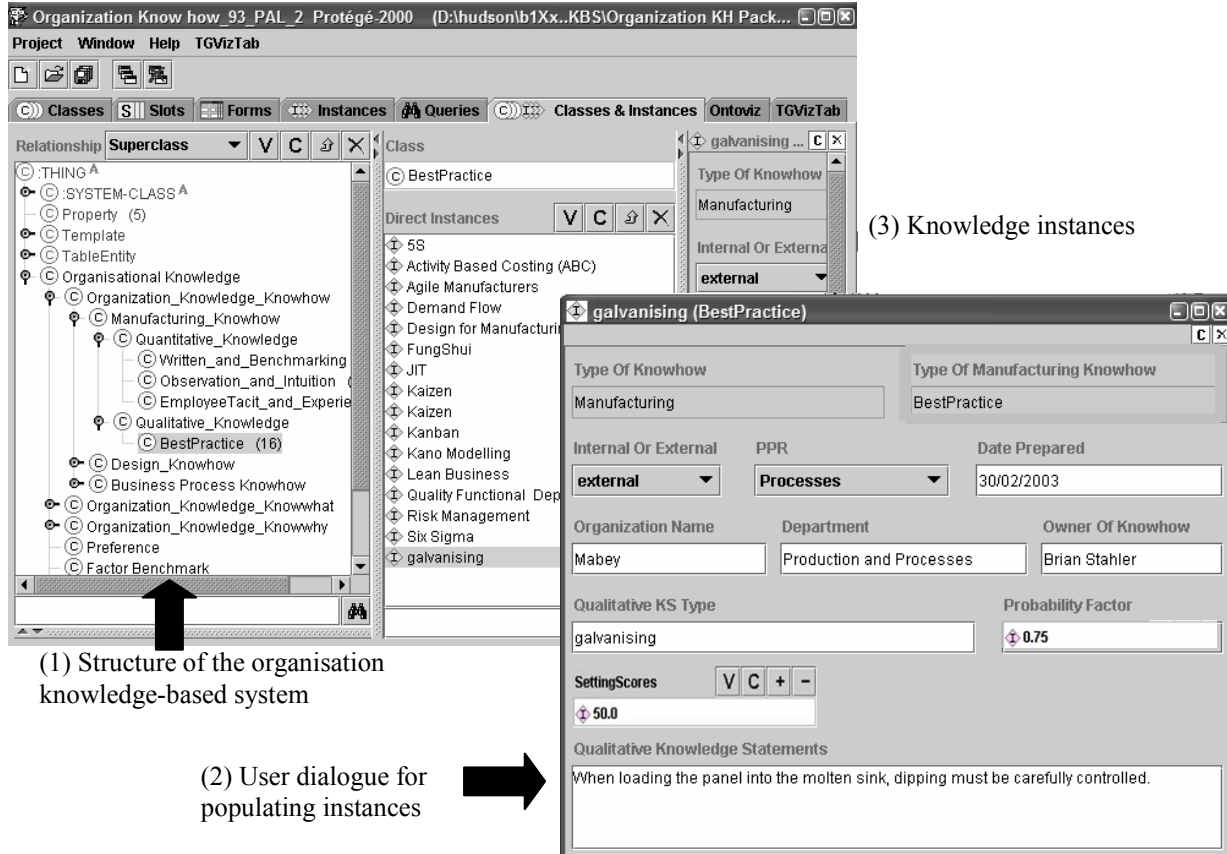 Organization Know how_93_PAL_2 Protégé-2000 (D:\hudson\b1Xx..KBS\Organization KH Pack...
Project Window Help TGVizTab
Classes Slots Forms Instances Queries Classes & Instances Ontoviz TGVizTab
Relationship Superclass V C
:THING A
:SYSTEM-CLASS A
Property (5)
Template
TableEntity
Organisational Knowledge
Organization_Knowledge_Knowhow
Manufacturing_Knowhow
Quantitative_Knowledge
Written_and_Benchmarking
Observation_and_Intuition (
EmployeeTacit_and_Experie
Qualitative_Knowledge
BestPractice (16)
Design_Knowhow
Business Process Knowhow
Organization_Knowledge_Knowwhat
Organization_Knowledge_Knowwhy
Preference
Factor Benchmark
Class
BestPractice
Direct Instances V C
5S
Activity Based Costing (ABC)
Agile Manufacturers
Demand Flow
Design for Manufacturi
FungShui
JIT
Kaizen
Kaizen
Kanban
Kano Modelling
Lean Business
Quality Functional Dep
Risk Management
Six Sigma
galvanising
galvanising ... C X
Type Of Knowhow
Manufacturing
Internal Or Externa
external
(3) Knowledge instances
galvanising (BestPractice)
C X
Type Of Knowhow Type Of Manufacturing Knowhow
Manufacturing BestPractice
Internal Or External PPR Date Prepared
external Processes 30/02/2003
Organization Name Department Owner Of Knowhow
Mabey Production and Processes Brian Stahler
Qualitative KS Type Probability Factor
galvanising 0.75
SettingScores V C + -
50.0
Qualitative Knowledge Statements
When loading the panel into the molten sink, dipping must be carefully controlled.
(1) Structure of the organisation
knowledge-based system
(2) User dialogue for
populating instances